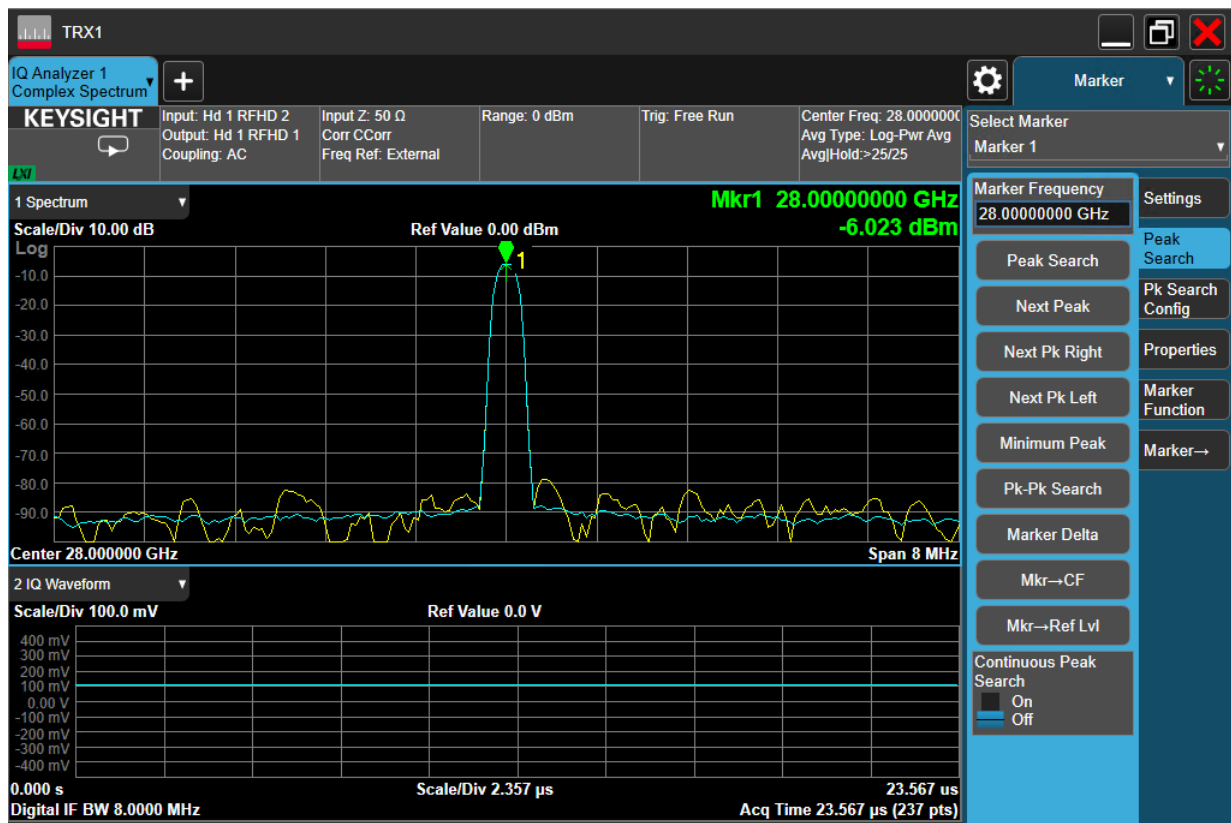 TRX1
IQ Analyzer 1
Complex Spectrum
+
Marker
KEYSIGHT
LXI
Input: Hd 1 RFHD 2
Output: Hd 1 RFHD 1
Coupling: AC
Input Z: 50 Ω
Corr CCorr
Freq Ref: External
Range: 0 dBm
Trig: Free Run
Center Freq: 28.000000
Avg Type: Log-Pwr Avg
Avg|Hold:>25/25
Select Marker
Marker 1
1 Spectrum
Mkr1 28.00000000 GHz
-6.023 dBm
Scale/Div 10.00 dB
Ref Value 0.00 dBm
Log
1
-10.0
-20.0
-30.0
-40.0
-50.0
-60.0
-70.0
-80.0
-90.0
Center 28.000000 GHz
Span 8 MHz
2 IQ Waveform
Scale/Div 100.0 mV
Ref Value 0.0 V
400 mV
300 mV
200 mV
100 mV
0.00 V
-100 mV
-200 mV
-300 mV
-400 mV
0.000 s
Scale/Div 2.357 µs
23.567 us
Digital IF BW 8.0000 MHz
Acq Time 23.567 µs (237 pts)
Marker Frequency
28.00000000 GHz
Peak Search
Next Peak
Next Pk Right
Next Pk Left
Minimum Peak
Pk-Pk Search
Marker Delta
Mkr→CF
Mkr→Ref Lvl
Continuous Peak
Search
On
Off
Settings
Peak
Search
Pk Search
Config
Properties
Marker
Function
Marker→